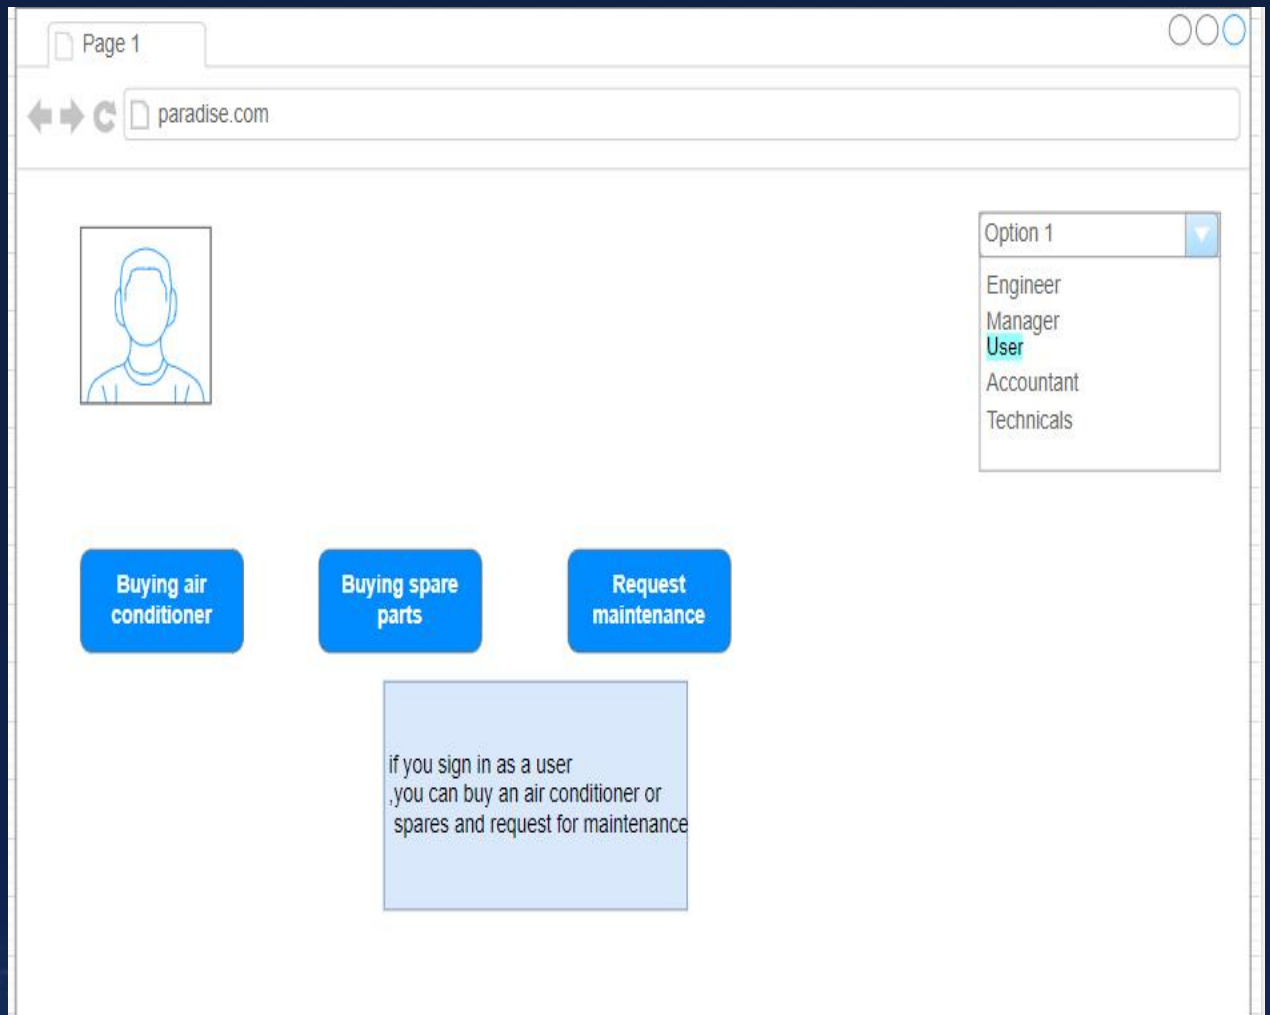 Page 1
paradise.com
Option 1
Engineer
Manager
User
Accountant
Technicals
Buying air
conditioner
Buying spare
parts
Request
maintenance
if you sign in as a user
,you can buy an air conditioner or
spares and request for maintenance